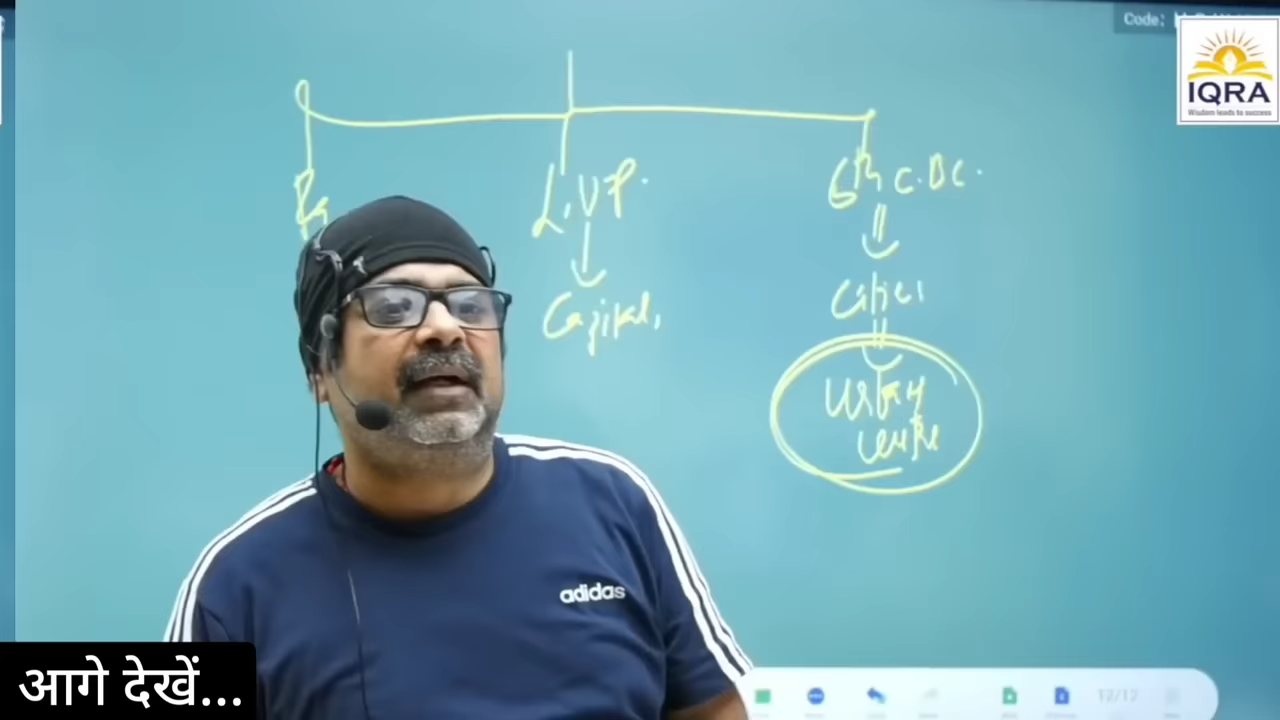 Code:
IQRA
Wisdom leads to success
L.V.P.
6th C.BC.
Capital,
Cities
Urban
centre
adidas
आगे देखें...
12/12